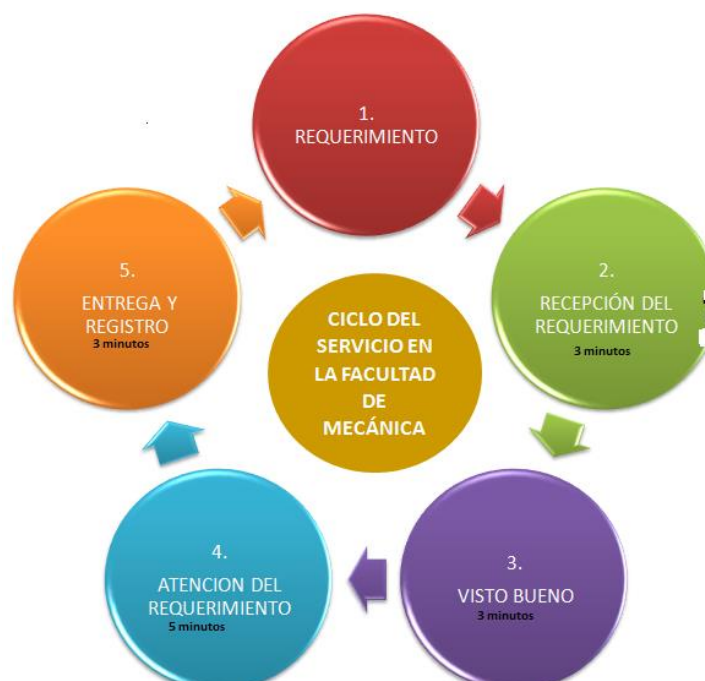 1.
REQUERIMIENTO
2.
RECEPCIÓN DEL
REQUERIMIENTO
3 minutos
3.
VISTO BUENO
3 minutos
4.
ATENCION DEL
REQUERIMIENTO
5 minutos
5.
ENTREGA Y
REGISTRO
3 minutos
CICLO DEL
SERVICIO EN
LA FACULTAD
DE
MECÁNICA